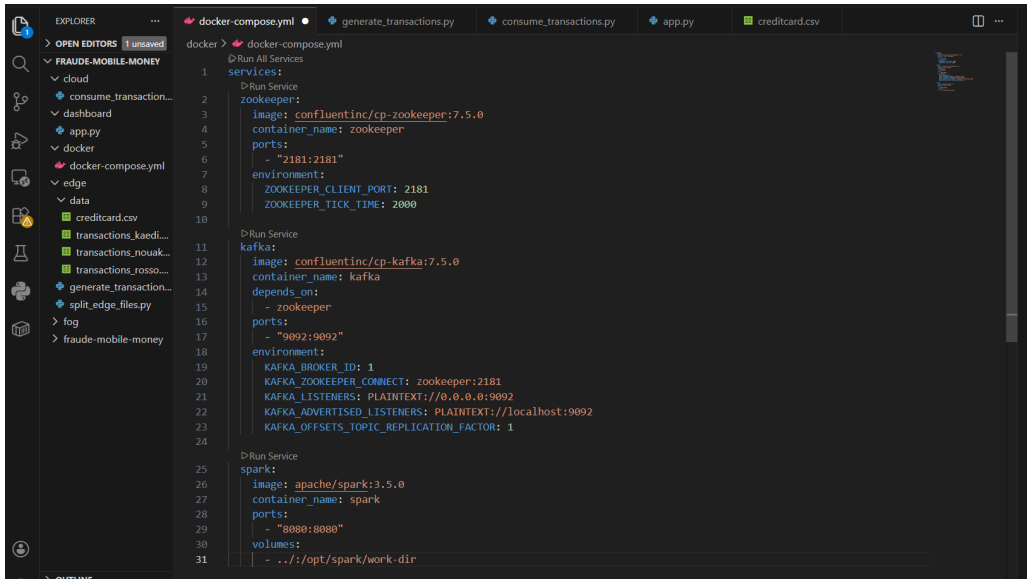 EXPLORER
OPEN EDITORS 1 unsaved
FRAUDE-MOBILE-MONEY
cloud
consume_transaction...
dashboard
app.py
docker
docker-compose.yml
edge
data
creditcard.csv
transactions_kaedi....
transactions_nouak...
transactions_rosso....
generate_transaction...
split_edge_files.py
fog
fraude-mobile-money
OUTLINE
docker-compose.yml
generate_transactions.py
consume_transactions.py
app.py
creditcard.csv
docker > docker-compose.yml
Run All Services
1 services:
Run Service
2 zookeeper:
3 image: confluentinc/cp-zookeeper:7.5.0
4 container_name: zookeeper
5 ports:
6 - "2181:2181"
7 environment:
8 ZOOKEEPER_CLIENT_PORT: 2181
9 ZOOKEEPER_TICK_TIME: 2000
10
Run Service
11 kafka:
12 image: confluentinc/cp-kafka:7.5.0
13 container_name: kafka
14 depends_on:
15 - zookeeper
16 ports:
17 - "9092:9092"
18 environment:
19 KAFKA_BROKER_ID: 1
20 KAFKA_ZOOKEEPER_CONNECT: zookeeper:2181
21 KAFKA_LISTENERS: PLAINTEXT://0.0.0.0:9092
22 KAFKA_ADVERTISED_LISTENERS: PLAINTEXT://localhost:9092
23 KAFKA_OFFSETS_TOPIC_REPLICATION_FACTOR: 1
24
Run Service
25 spark:
26 image: apache/spark:3.5.0
27 container_name: spark
28 ports:
29 - "8080:8080"
30 volumes:
31 - ../:/opt/spark/work-dir